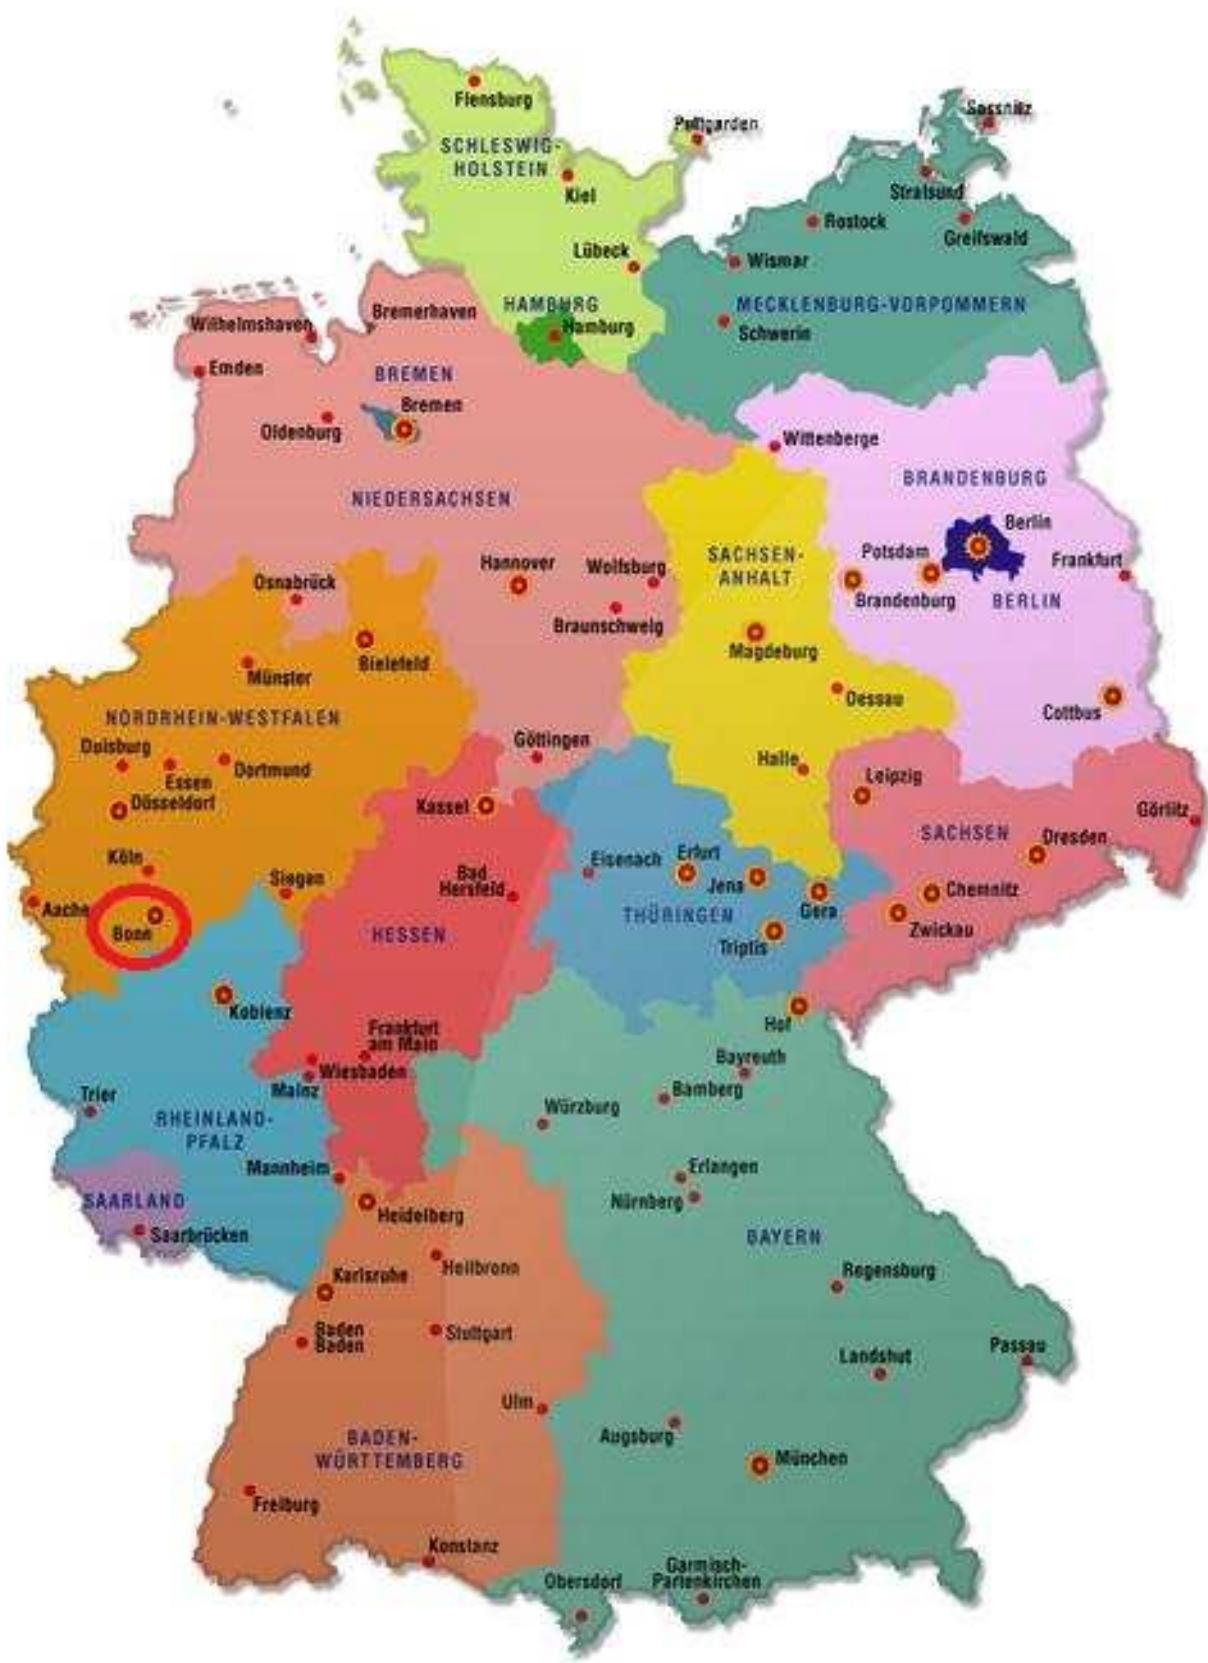 Flensburg
SCHLESWIG-
HOLSTEIN
Kiel
Puttgarden
Sassnitz
Stralsund
Greifswald
Rostock
Lübeck
Wismar
MECKLENBURG-VORPOMMERN
Schwerin
HAMBURG
Hamburg
Bremerhaven
Wilhelmshaven
Emden
BREMEN
Bremen
Oldenburg
NIEDERSACHSEN
Wittenberge
BRANDENBURG
Berlin
Potsdam
Frankfurt
Brandenburg
BERLIN
SACHSEN-
ANHALT
Hannover
Wolfsburg
Osnabrück
Braunschweig
Magdeburg
Bielefeld
Münster
Dessau
Cottbus
NORDRHEIN-WESTFALEN
Duisburg
Essen
Dortmund
Düsseldorf
Göttingen
Halle
Leipzig
Kassel
Görlitz
SACHSEN
Dresden
Köln
Siegen
Bad
Hersfeld
Eisenach
Erfurt
Jena
Gera
Chemnitz
Aachen
Bonn
HESSEN
THÜRINGEN
Triptis
Zwickau
Koblenz
Hof
Frankfurt
am Main
Wiesbaden
Mainz
Bayreuth
Bamberg
Würzburg
Trier
RHEINLAND-
PFALZ
Mannheim
Erlangen
Nürnberg
SAARLAND
Saarbrücken
Heidelberg
BAYERN
Heilbronn
Karlsruhe
Regensburg
Baden
Baden
Stuttgart
Landshut
Passau
Ulm
Augsburg
München
BADEN-
WÜRTTEMBERG
Freiburg
Konstanz
Obersdorf
Garmisch-
Partenkirchen